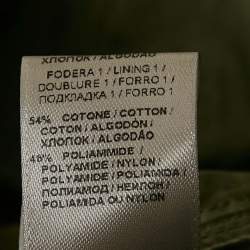 ХЛОПОК / ALGODÃO
FODERA 1 / LINING 1 /
DOUBLURE 1 / FORRO 1 /
ПОДКЛАДКА 1 / FORRO 1
54% COTONE / COTTON /
COTON / ALGODÓN /
ХЛОПОК / ALGODÃO
46% POLIAMMIDE /
POLYAMIDE / NYLON /
POLYAMIDE / POLIAMIDA /
ПОЛИАМИД / НЕЙЛОН /
POLIAMIDA OU NYLON